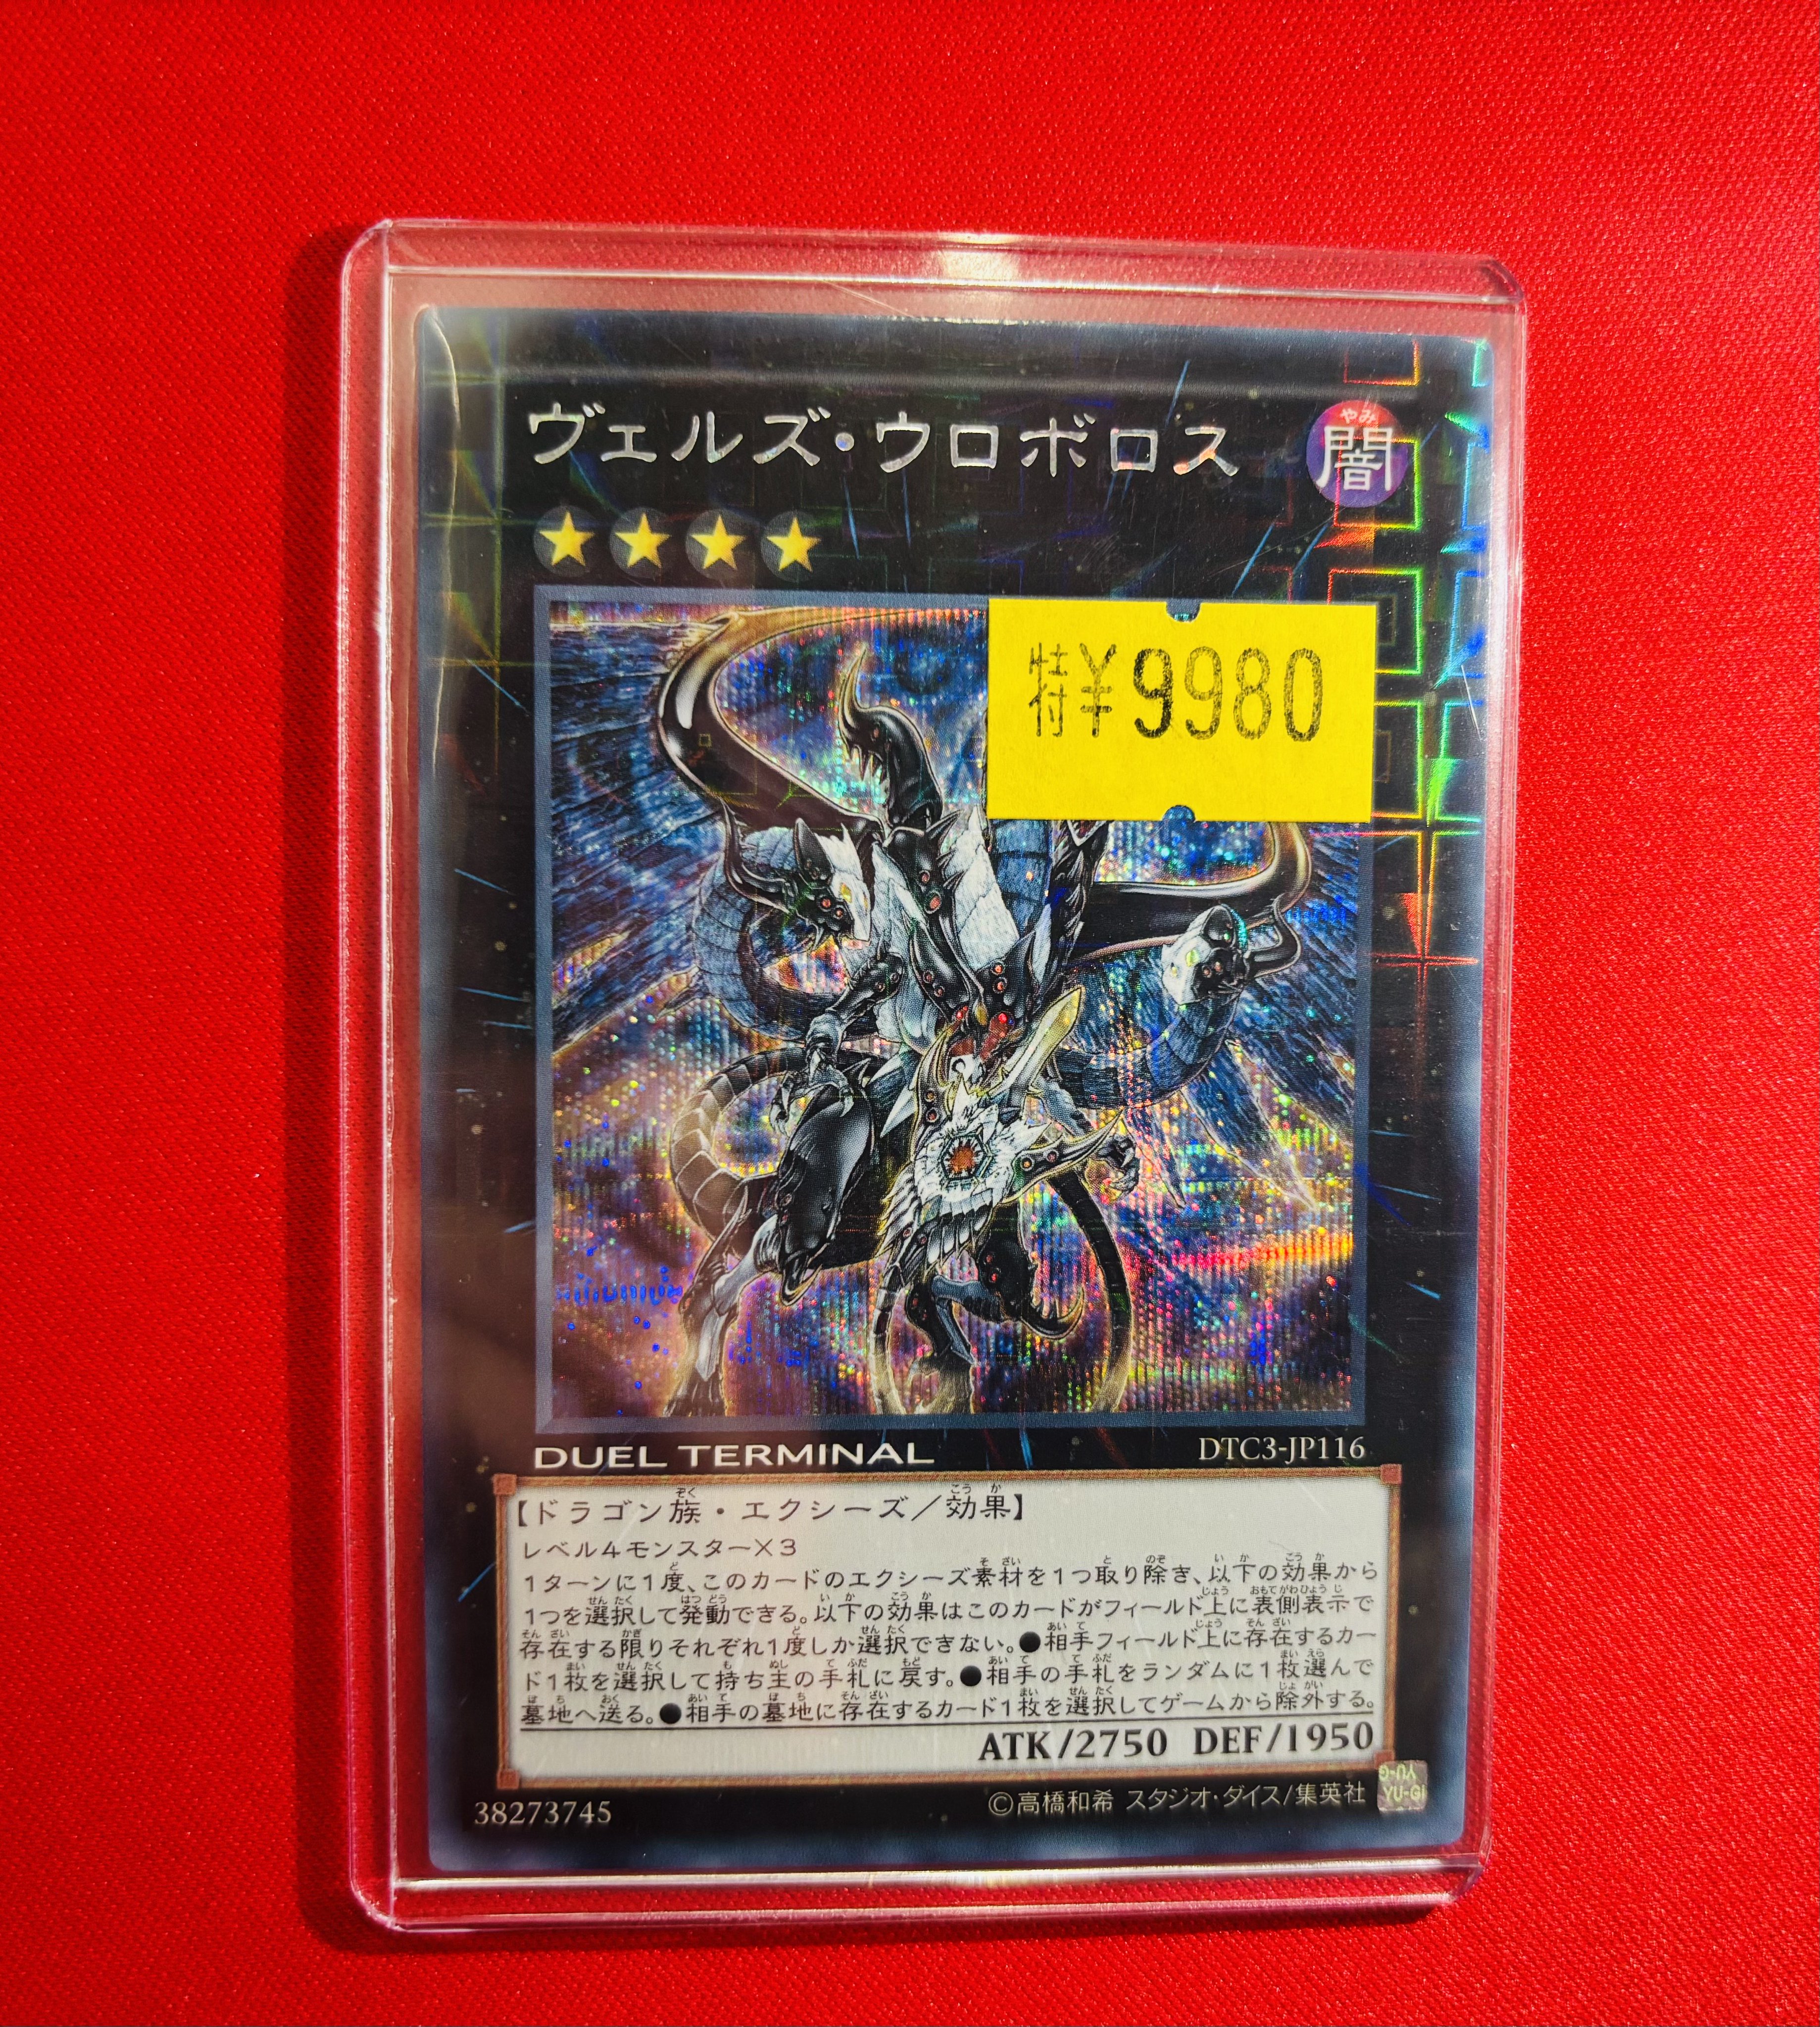 ヴェルズ・ウロボロス
やみ
闇
特付¥9980
DUEL TERMINAL
DTC3-JP116
【ドラゴン族・エクシーズ/効果】
レベル4モンスター×3
1ターンに1度、このカードのエクシーズ素材を1つ取り除き、以下の効果から
1つを選択して発動できる。以下の効果はこのカードがフィールド上に表側表示で
存在する限りそれぞれ1度しか選択できない。●相手フィールド上に存在するカー
ド1枚を選択して持ち主の手札に戻す。●相手の手札をランダムに1枚選んで
墓地へ送る。●相手の墓地に存在するカード1枚を選択してゲームから除外する。
ATK/2750 DEF/1950
38273745
©高橋和希 スタジオ・ダイス/集英社
YU-GI